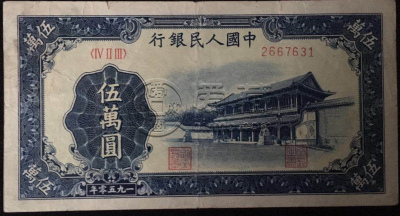 伍萬 行銀民人國中 伍萬
〈IV II III〉 2667631
伍萬圓
伍萬 年零五九一 伍萬